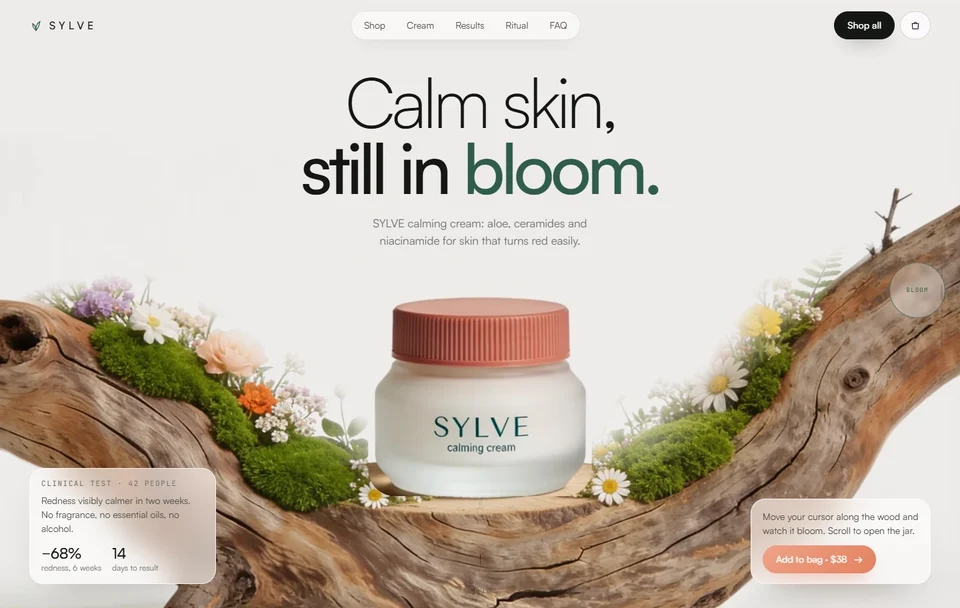 SYLVE
Shop
Cream
Results
Ritual
FAQ
Shop all
Calm skin,
still in bloom.
SYLVE calming cream: aloe, ceramides and
niacinamide for skin that turns red easily.
BLOOM
SYLVE
calming cream
CLINICAL TEST · 42 PEOPLE
Redness visibly calmer in two weeks.
No fragrance, no essential oils, no
alcohol.
−68%
redness, 6 weeks
14
days to result
Move your cursor along the wood and
watch it bloom. Scroll to open the jar.
Add to bag · $38 →